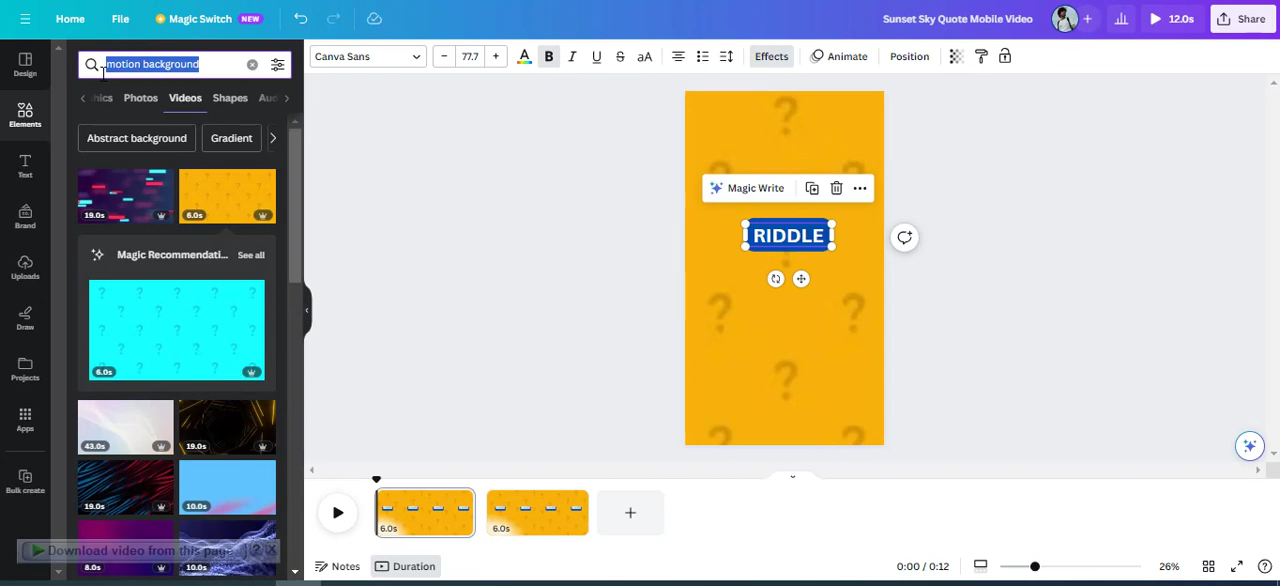 Home File Magic Switch NEW Sunset Sky Quote Mobile Video + 12.0s Share
Design
Elements
Text
Brand
Uploads
Draw
Projects
Apps
Bulk create
motion background
hics Photos Videos Shapes Au
Abstract background Gradient
19.0s 6.0s
Magic Recommendati... See all
6.0s
43.0s 19.0s
19.0s 10.0s
8.0s 10.0s
Download video from this page ? X
Canva Sans − 77.7 + A B I U S aA Effects Animate Position
? ? ? ? ? ? ? ?
Magic Write
RIDDLE
6.0s 6.0s +
Notes Duration 0:00 / 0:12 26% ?